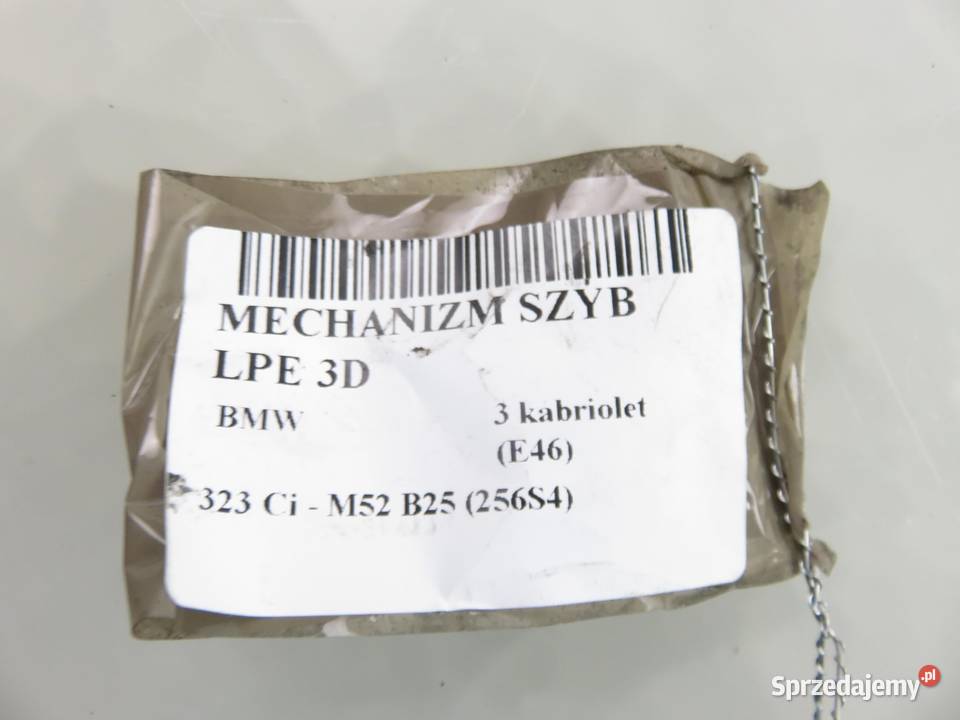 MECHANIZM SZYB
LPE 3D
BMW 3 kabriolet
(E46)
323 Ci - M52 B25 (256S4)
Sprzedajemy.pl